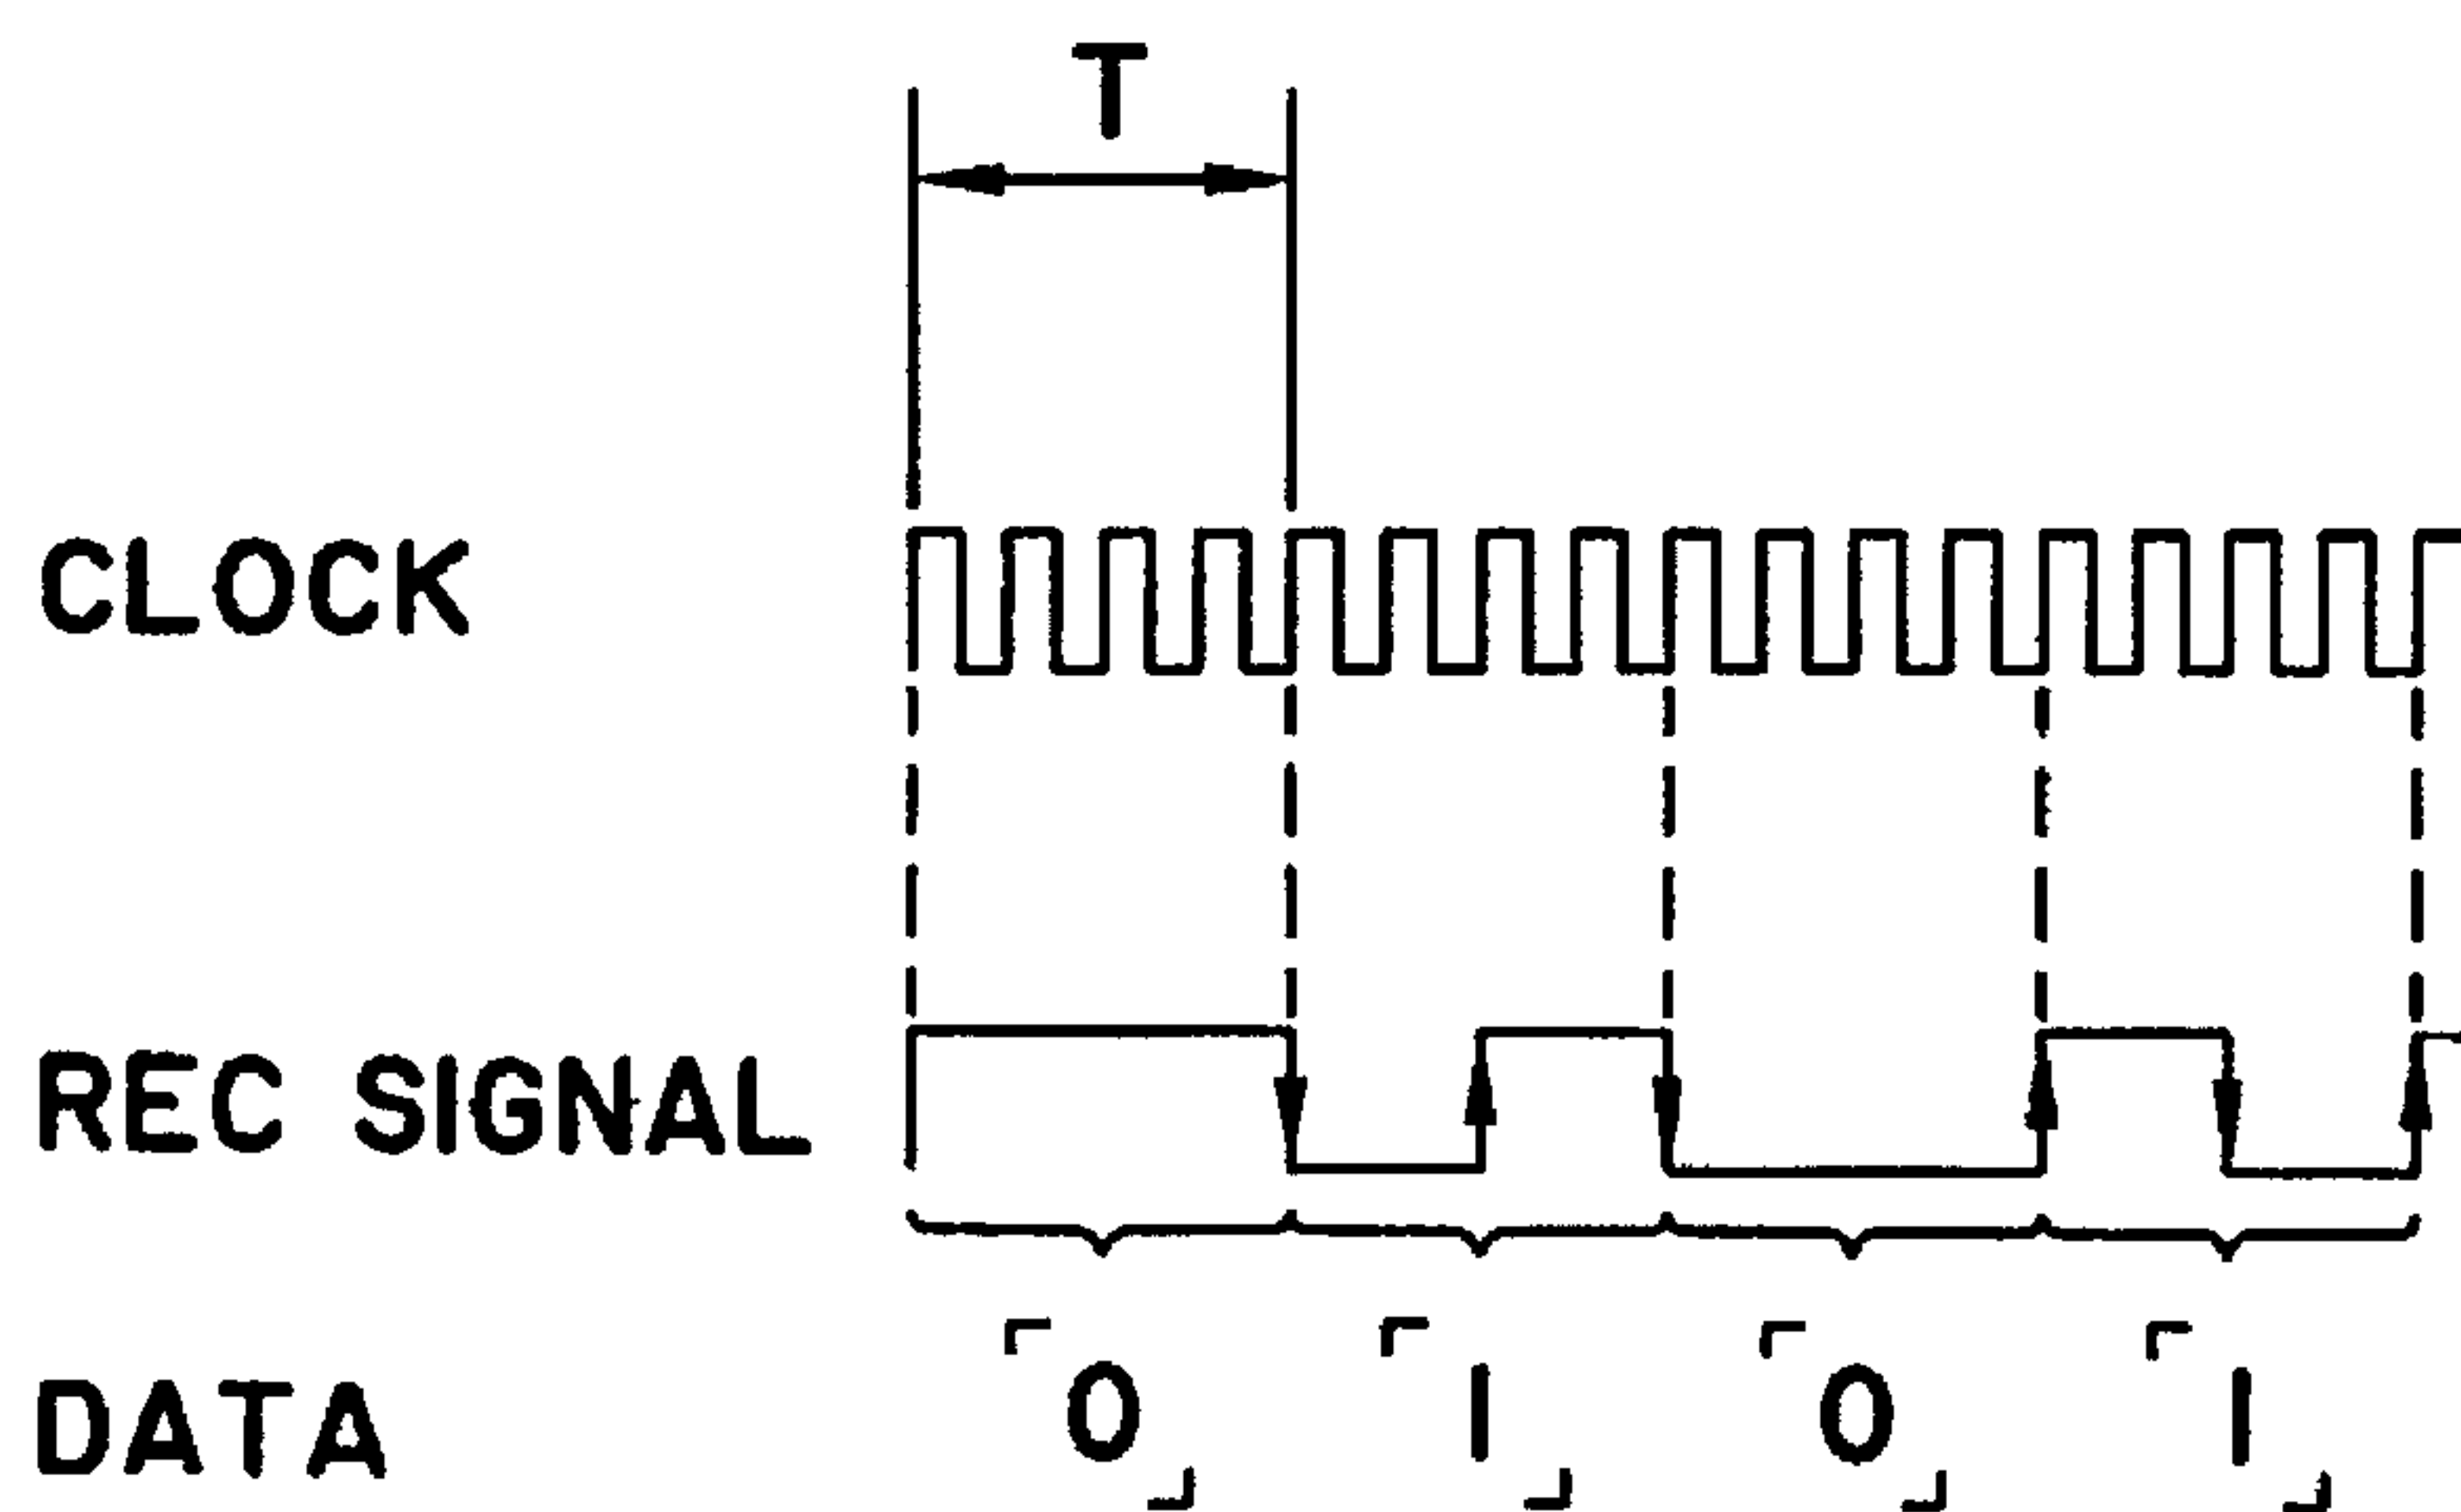 T
CLOCK
REC SIGNAL
DATA 「0」 「1」 「0」 「1」